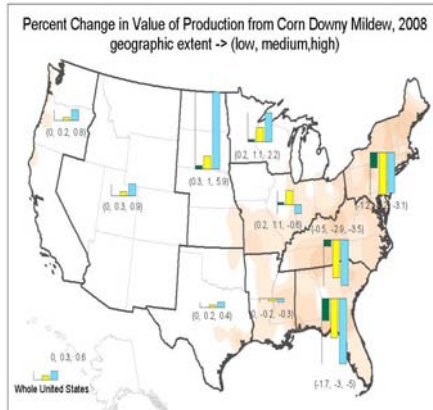 Percent Change in Value of Production from Corn Downy Mildew, 2008
geographic extent -> (low, medium,high)
(0, 0.2, 0.8)
(0.3, 1, 5.9)
(0.2, 1.1, 2.2)
(0, 0.3, 0.9)
(0.2, 1.1, -0.6)
(-3.2, -3.1)
(-0.5, -2.9, -3.5)
(0, 0.2, 0.4)
(0, -0.2, -0.3)
(-1.7, -3, -5)
0, 0.3, 0.6
Whole United States